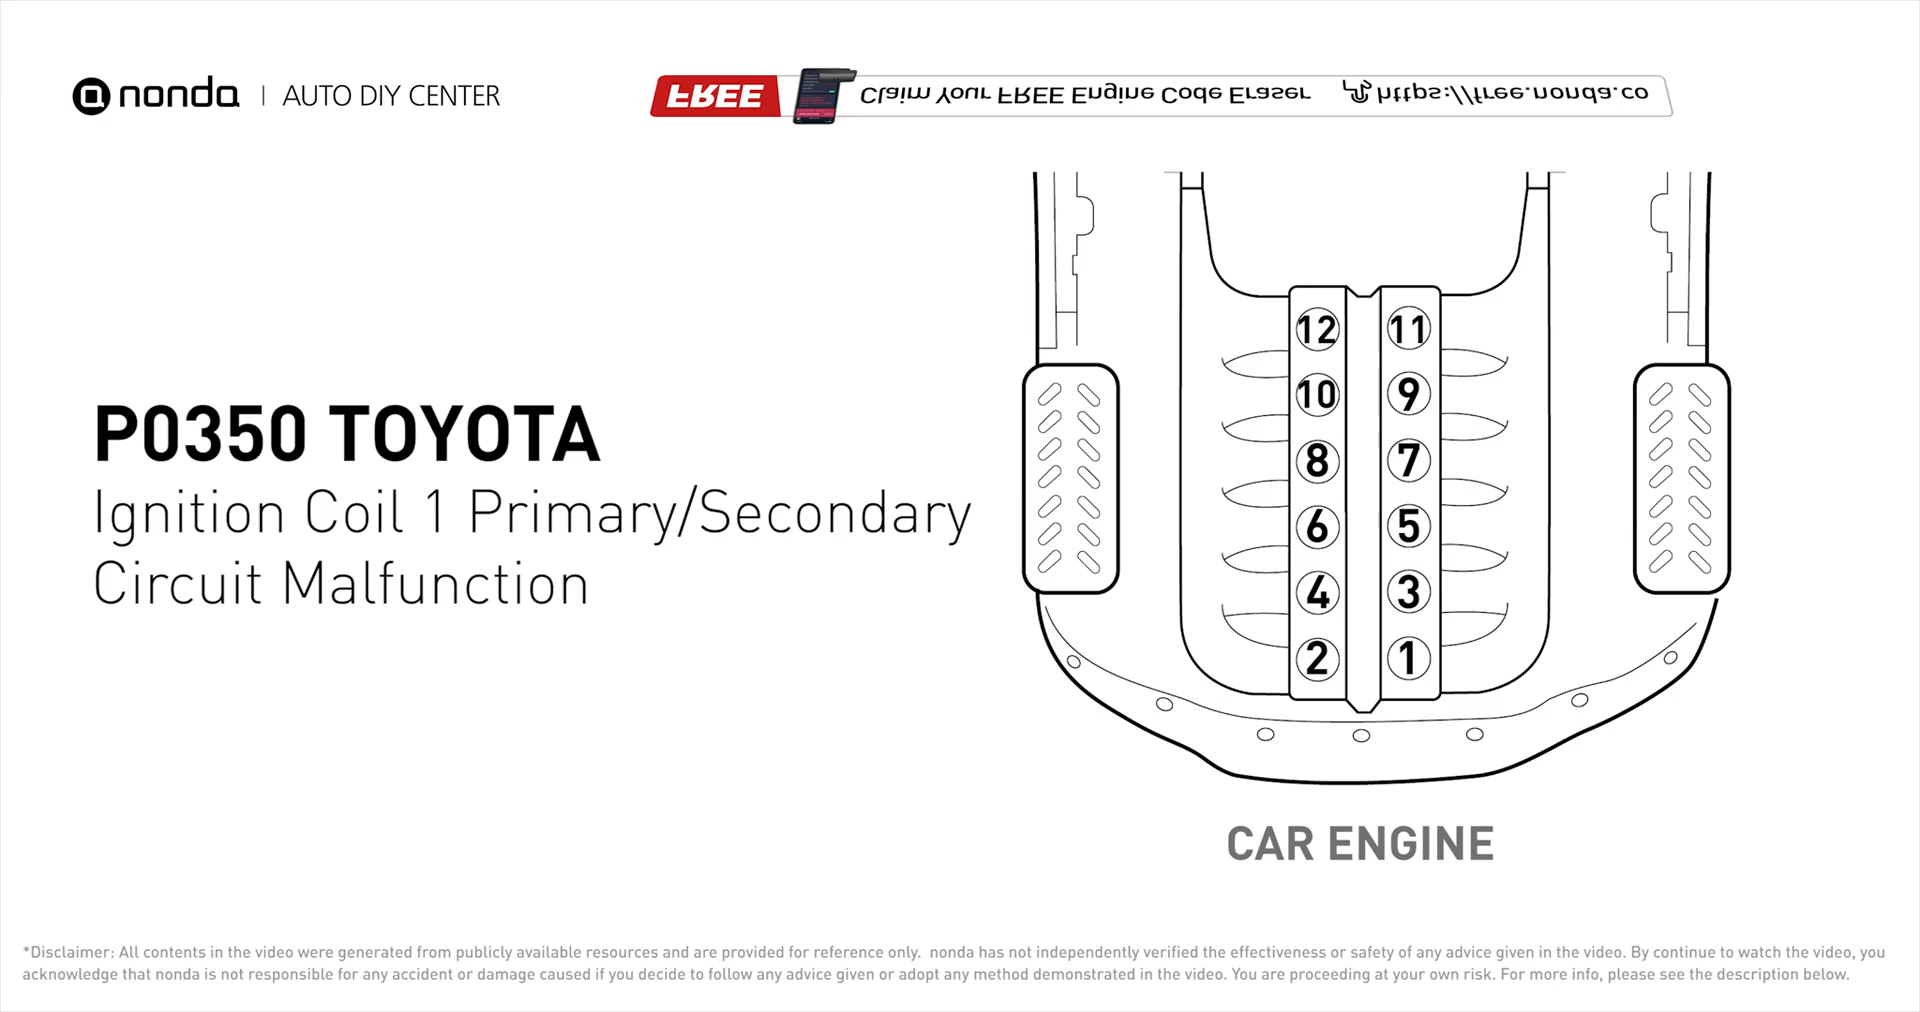 nonda | AUTO DIY CENTER
FREE Claim Your FREE Engine Code Eraser https://free.nonda.co
P0350 TOYOTA
Ignition Coil 1 Primary/Secondary
Circuit Malfunction
12 11
10 9
8 7
6 5
4 3
2 1
CAR ENGINE
*Disclaimer: All contents in the video were generated from publicly available resources and are provided for reference only. nonda has not independently verified the effectiveness or safety of any advice given in the video. By continue to watch the video, you
acknowledge that nonda is not responsible for any accident or damage caused if you decide to follow any advice given or adopt any method demonstrated in the video. You are proceeding at your own risk. For more info, please see the description below.